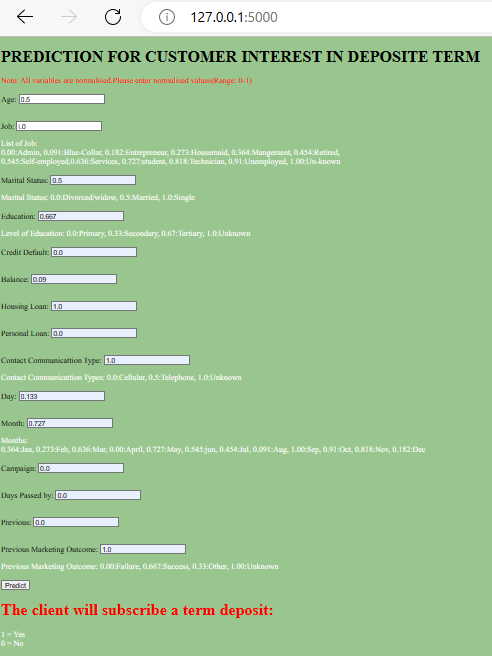 127.0.0.1:5000
PREDICTION FOR CUSTOMER INTEREST IN DEPOSITE TERM
Note: All variables are normalised.Please enter normalised values(Range: 0-1)
Age: 0.5
Job: 1.0
List of Job:
0.00:Admin, 0.091:Blue-Collar, 0.182:Entrepreneur, 0.273:Housemaid, 0.364:Mangement, 0.454:Retired,
0.545:Self-employed,0.636:Services, 0.727:student, 0.818:Technician, 0.91:Unemployed, 1.00:Un-known
Marital Status: 0.5
Marital Status: 0.0:Divorced/widow, 0.5:Married, 1.0:Single
Education: 0.667
Level of Education: 0.0:Primary, 0.33:Secondary, 0.67:Tertiary, 1.0:Unknown
Credit Default: 0.0
Balance: 0.09
Housing Loan: 1.0
Personal Loan: 0.0
Contact Communicattion Type: 1.0
Contact Communicattion Types: 0.0:Cellular, 0.5:Telephone, 1.0:Unknown
Day: 0.133
Month: 0.727
Months:
0.364:Jan, 0.273:Feb, 0.636:Mar, 0.00:April, 0.727:May, 0.545:jun, 0.454:Jul, 0.091:Aug, 1.00:Sep, 0.91:Oct, 0.818:Nov, 0.182:Dec
Campaign: 0.0
Days Passed by: 0.0
Previous: 0.0
Previous Marketing Outcome: 1.0
Previous Marketing Outcome: 0.00:Failure, 0.667:Success, 0.33:Other, 1.00:Unknown
Predict
The client will subscribe a term deposit:
1 = Yes
0 = No